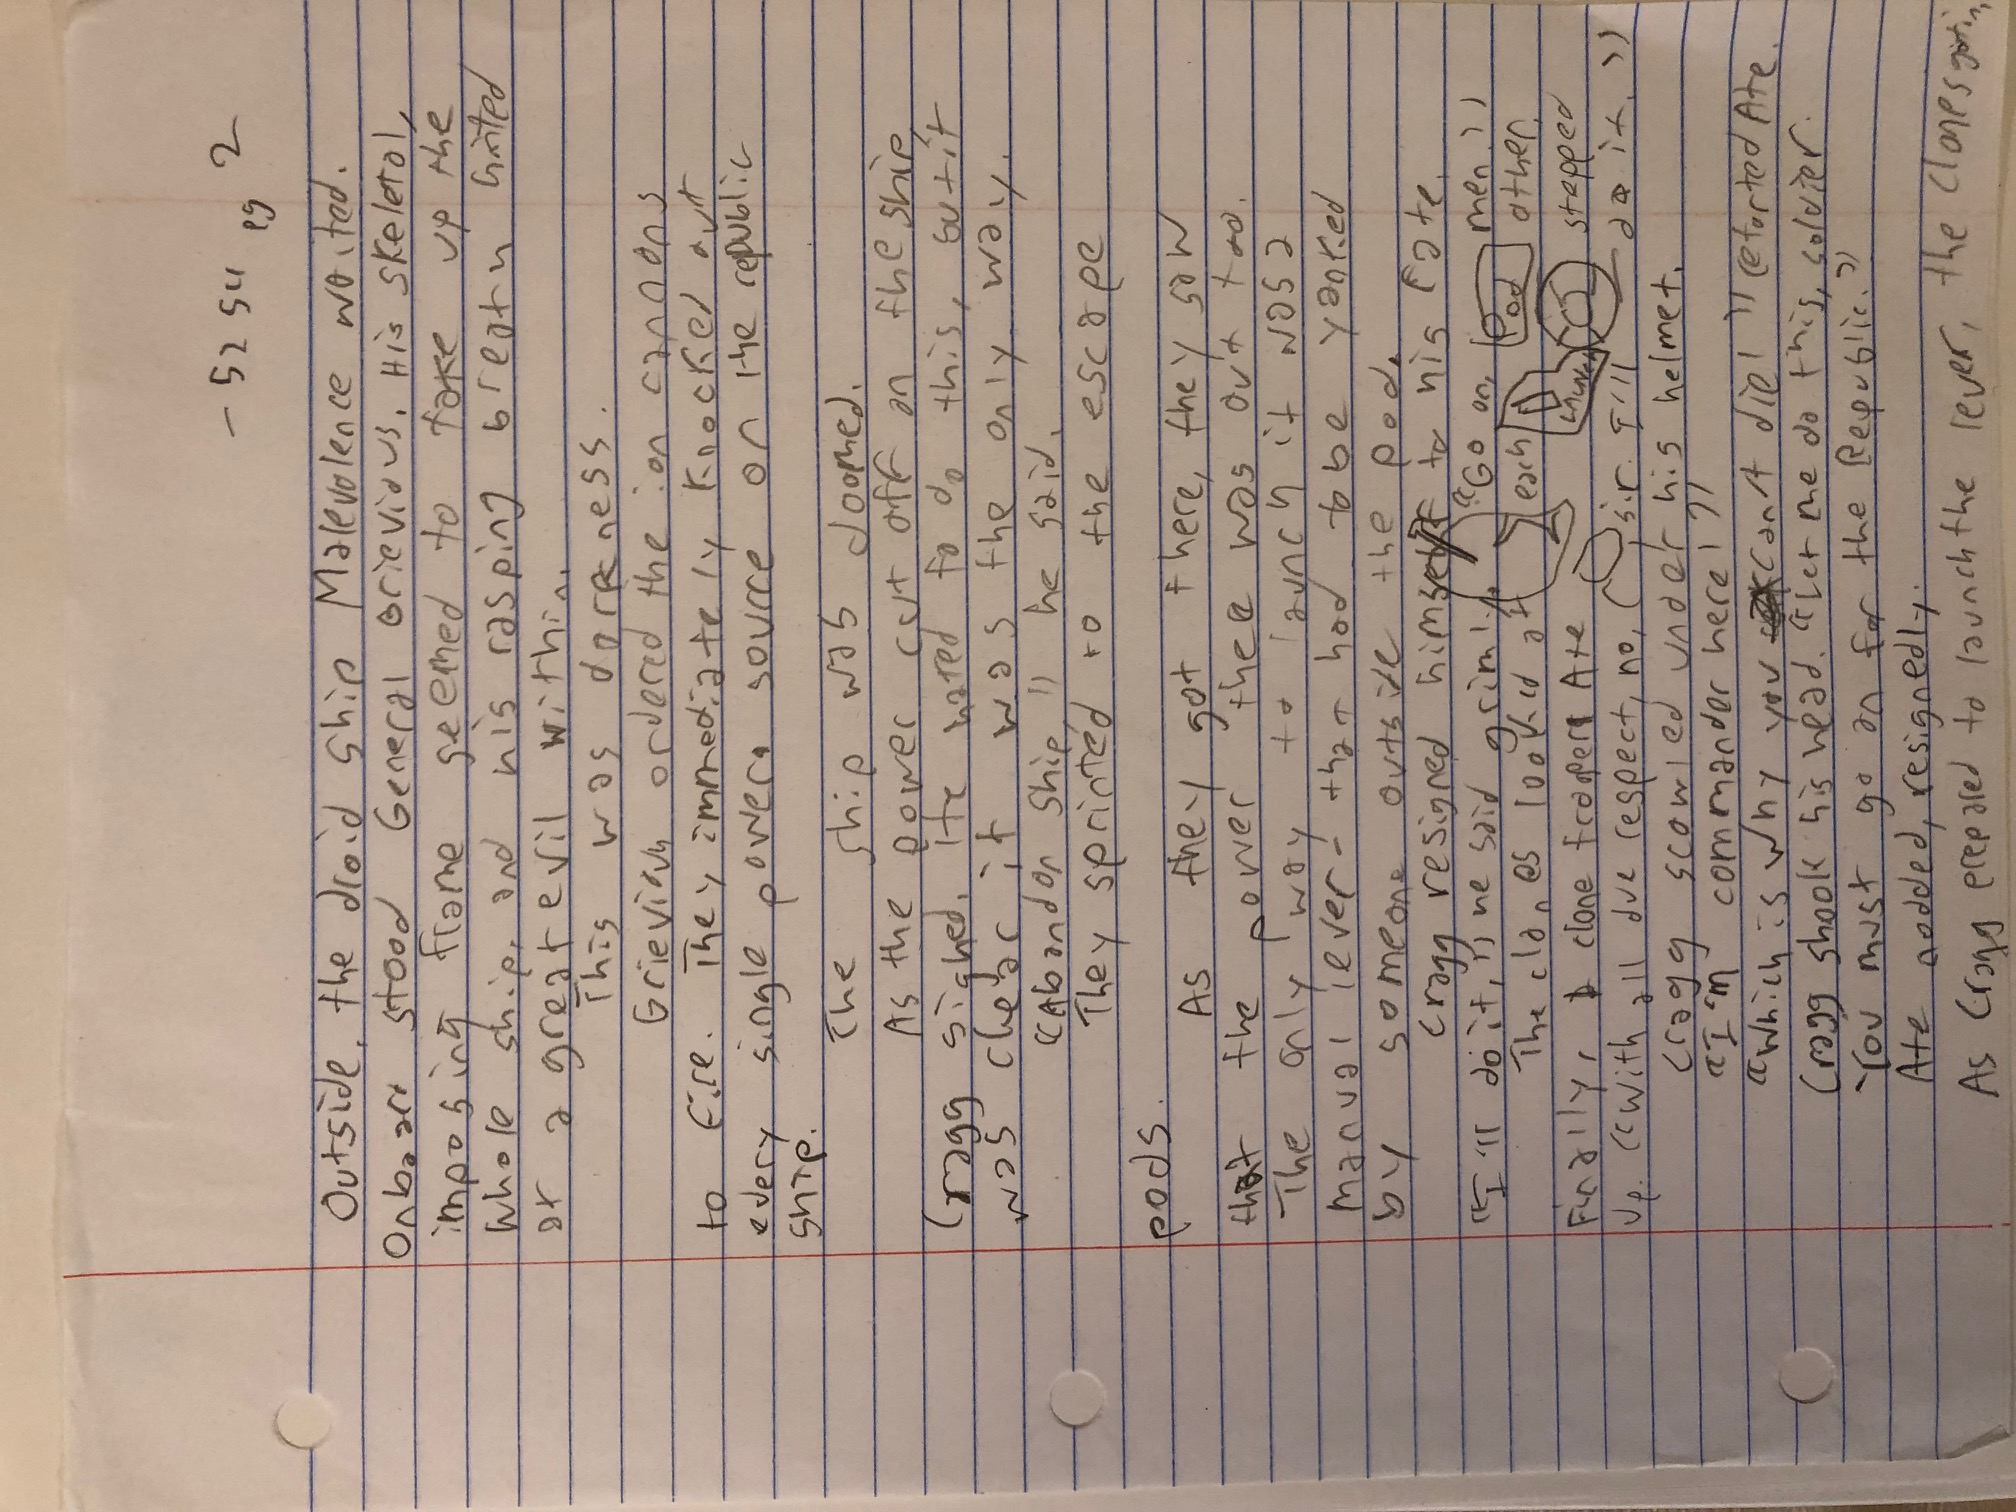 - 5254 pg 2
Outside, the droid ship Malevolence waited.
Onboard stood General Grievious. His skeletal,
imposing frame seemed to take up the
whole ship, and his rasping breath hinted
at a great evil within.
This was darkness.
Grievious ordered the ion cannons
to fire. They immediately knocked out
every single power source on the republic
ship.
The ship was doomed.
As the power cut off on the ship,
Cragg sighed. He hated to do this, but it
was clear it was the only way.
"Abandon ship," he said.
They sprinted to the escape
pods.
As they got there, they saw
that the power there was out too.
The only way to launch it was a
manual lever - that had to be yanked
by someone outside the pod.
Cragg resigned himself to his fate.
"I'll do it," he said grimly. "Go on, men."
The clones looked at each other.
Pod
Launch
Finally, clone trooper Ate stepped
up. "With all due respect, no, sir. I'll do it."
Cragg scowled under his helmet.
"I'm commander here!"
"Which is why you can't die!" retorted Ate.
Cragg shook his head. "Let me do this, soldier.
You must go on for the Republic."
Ate nodded, resignedly.
As Cragg prepared to launch the lever, the clones got in,